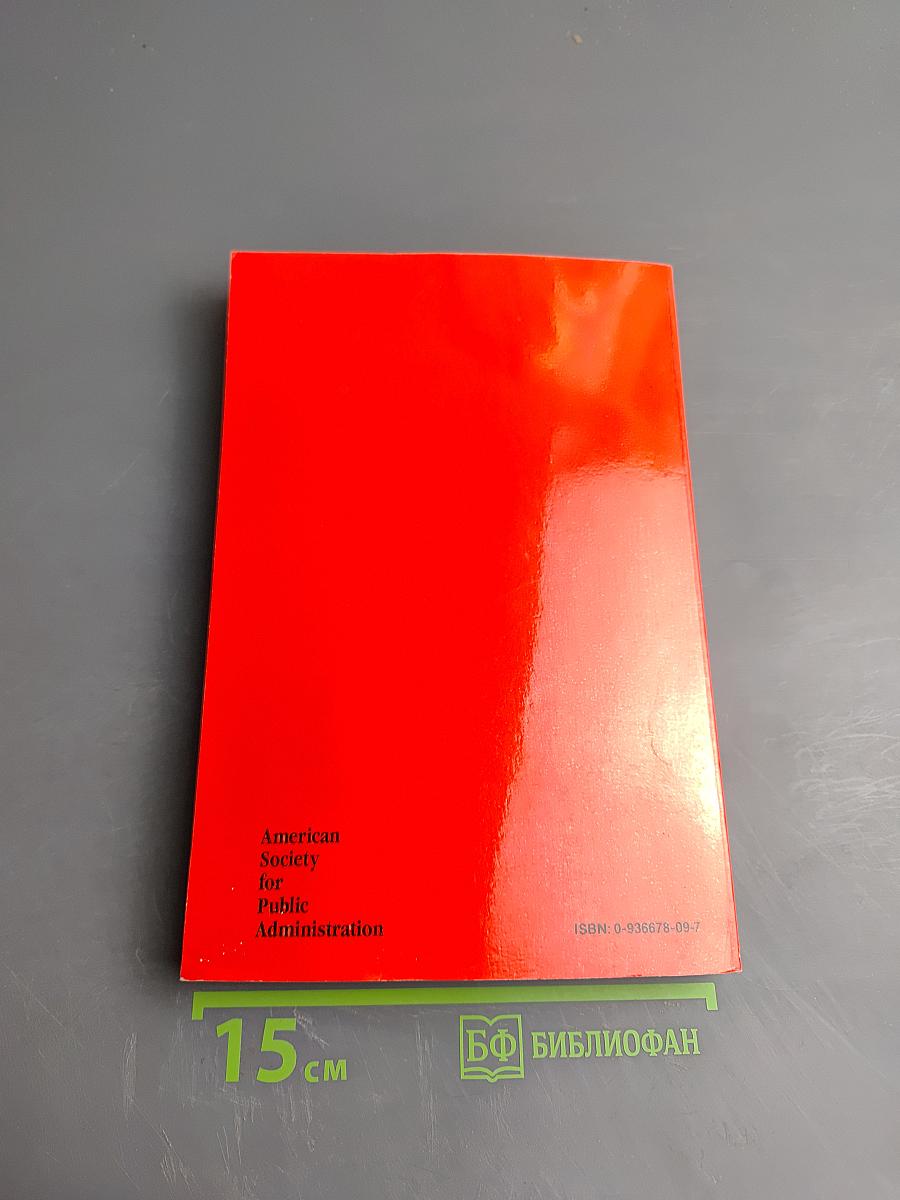 American
Society
for
Public
Administration
ISBN: 0-936678-09-7
15 см
БФ БИБЛИОФАН